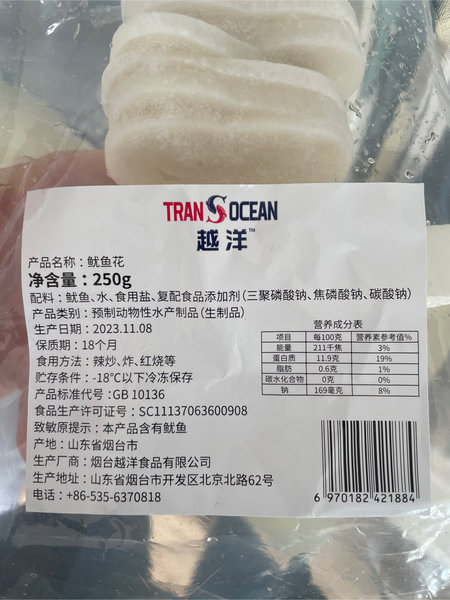 TRANSOCEAN
越洋™
产品名称：鱿鱼花
净含量：250g
配料：鱿鱼、水、食用盐、复配食品添加剂（三聚磷酸钠、焦磷酸钠、碳酸钠）
产品类别：预制动物性水产制品（生制品）
生产日期：2023.11.08
保质期：18个月
食用方法：辣炒、炸、红烧等
贮存条件：-18°C以下冷冻保存
产品标准代号：GB 10136
食品生产许可证号：SC11137063600908
致敏原提示：本产品含有鱿鱼
产地：山东省烟台市
生产厂商：烟台越洋食品有限公司
生产地址：山东省烟台市开发区北京北路62号
电话：+86-535-6370818
营养成分表
项目 每100克 营养素参考值%
能量 211千焦 3%
蛋白质 11.9克 19%
脂肪 0.6克 1%
碳水化合物 0克 0%
钠 169毫克 8%
6 970182 421884